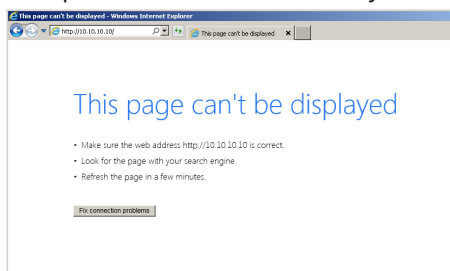 This page can't be displayed - Windows Internet Explorer
http://10.10.10.10/
This page can't be displayed
This page can't be displayed
• Make sure the web address http://10.10.10.10 is correct.
• Look for the page with your search engine.
• Refresh the page in a few minutes.
Fix connection problems